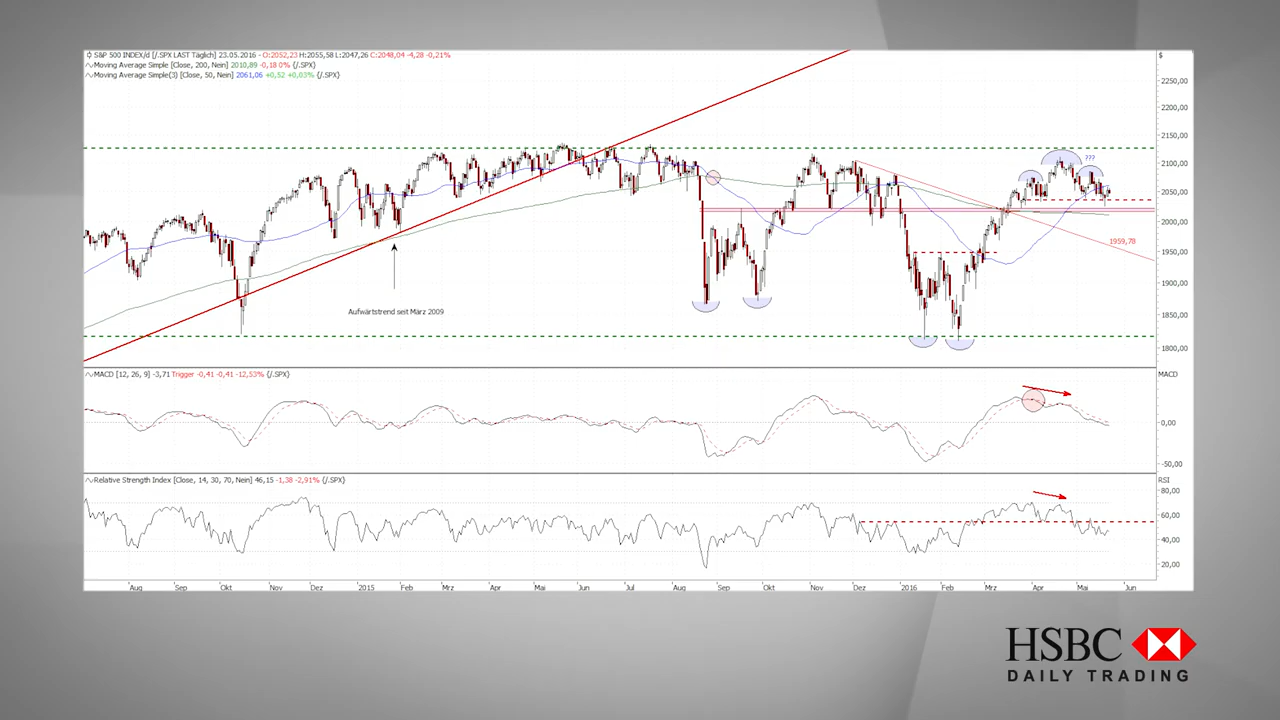 S&P 500 INDEX/d [/.SPX LAST Täglich] 23.05.2016 O:2052,23 H:2055,58 L:2047,26 C:2048,04 -4,28 -0,21%
$
Moving Average Simple [Close, 200, Nein] 2010,89 -0,18 0% {/.SPX}
Moving Average Simple(3) [Close, 50, Nein] 2061,06 +0,52 +0,03% {/.SPX}
2250,00
2200,00
2150,00
2100,00
2050,00
2000,00
1950,00
1900,00
1850,00
1800,00
???
1959,78
Aufwärtstrend seit März 2009
MACD [12, 26, 9] -3,71 Trigger -0,41 -0,41 -12,53% {/.SPX}
MACD
0,00
-50,00
Relative Strength Index [Close, 14, 30, 70, Nein] 46,15 -1,38 -2,91% {/.SPX}
RSI
80,00
60,00
40,00
20,00
Aug Sep Okt Nov Dez 2015 Feb Mrz Apr Mai Jun Jul Aug Sep Okt Nov Dez 2016 Feb Mrz Apr Mai Jun
HSBC
DAILY TRADING